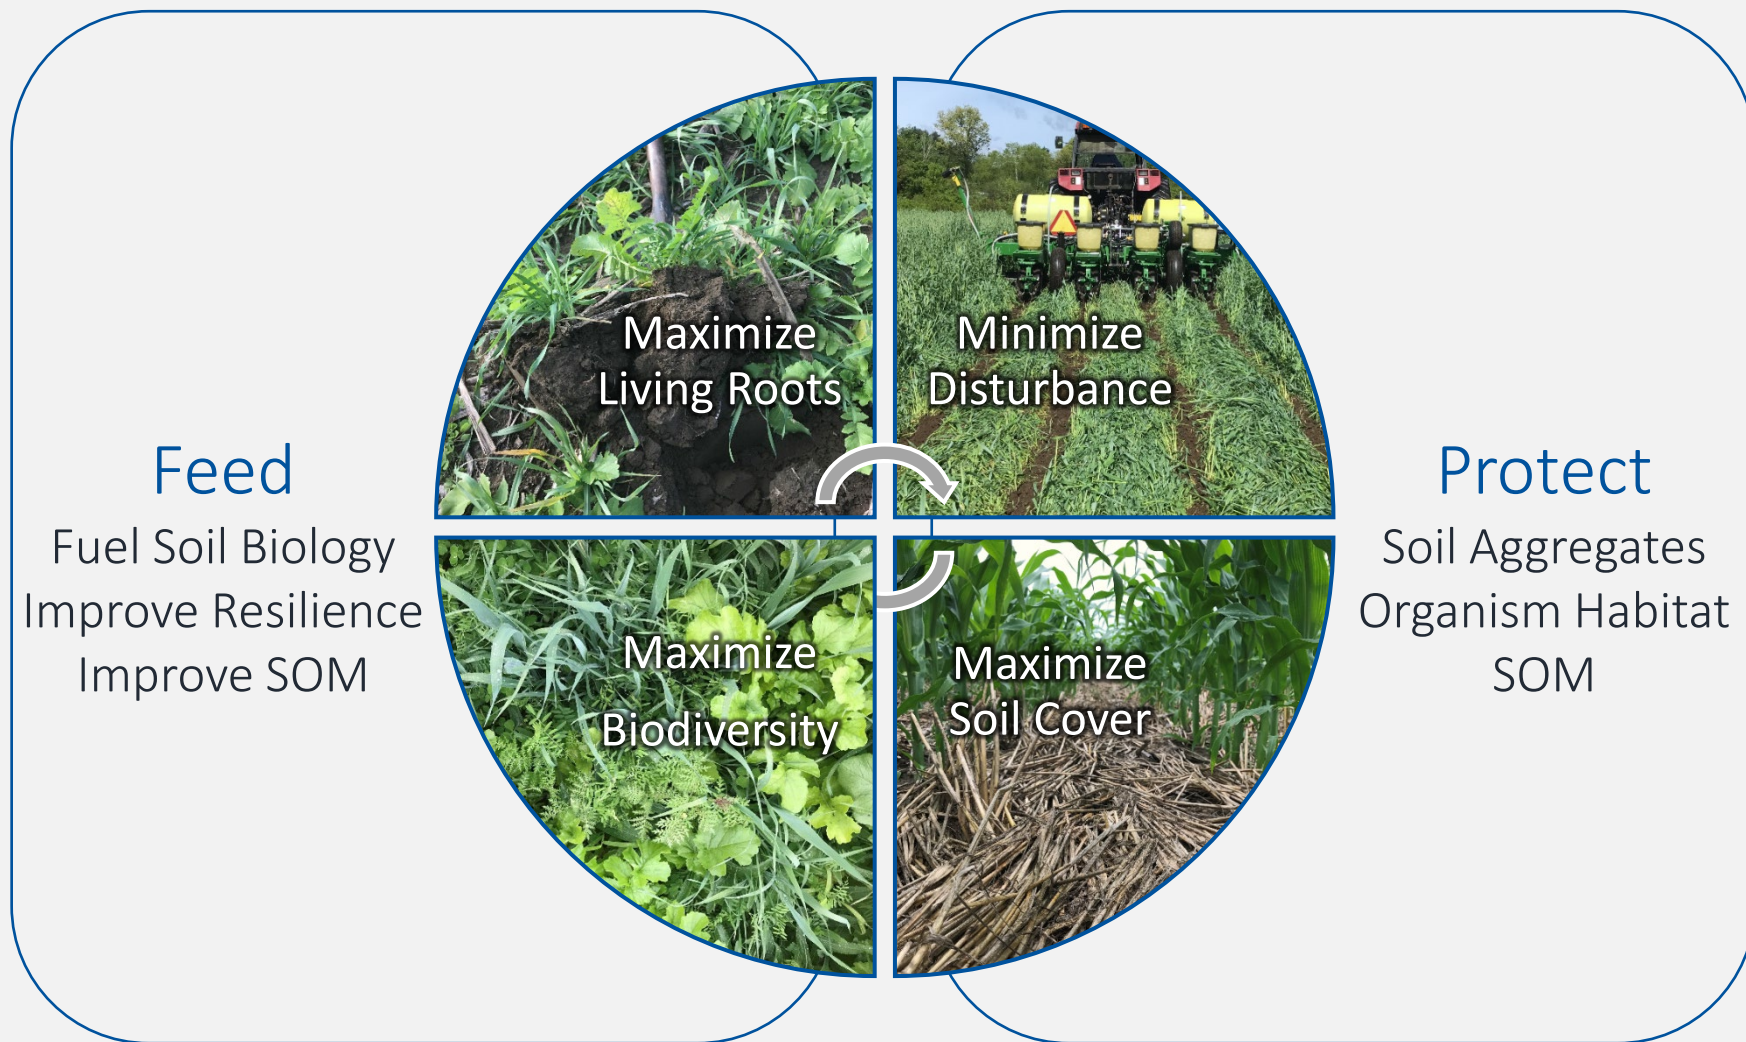 Feed
Fuel Soil Biology
Improve Resilience
Improve SOM
Maximize
Living Roots
Minimize
Disturbance
Maximize
Biodiversity
Maximize
Soil Cover
Protect
Soil Aggregates
Organism Habitat
SOM